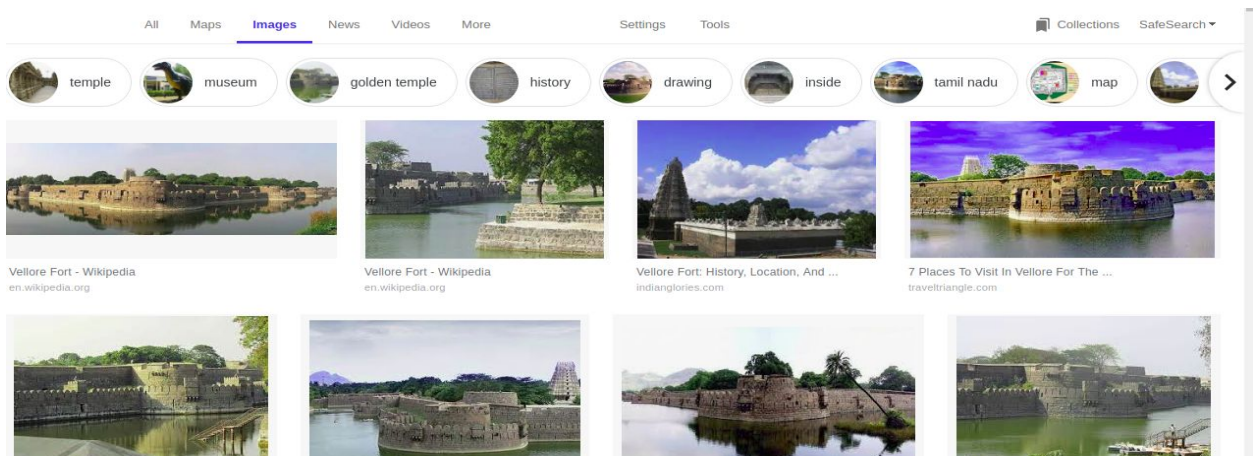 All Maps Images News Videos More Settings Tools Collections SafeSearch
temple museum golden temple history drawing inside tamil nadu map
Vellore Fort - Wikipedia
en.wikipedia.org
Vellore Fort - Wikipedia
en.wikipedia.org
Vellore Fort: History, Location, And ...
indianglories.com
7 Places To Visit In Vellore For The ...
traveltriangle.com